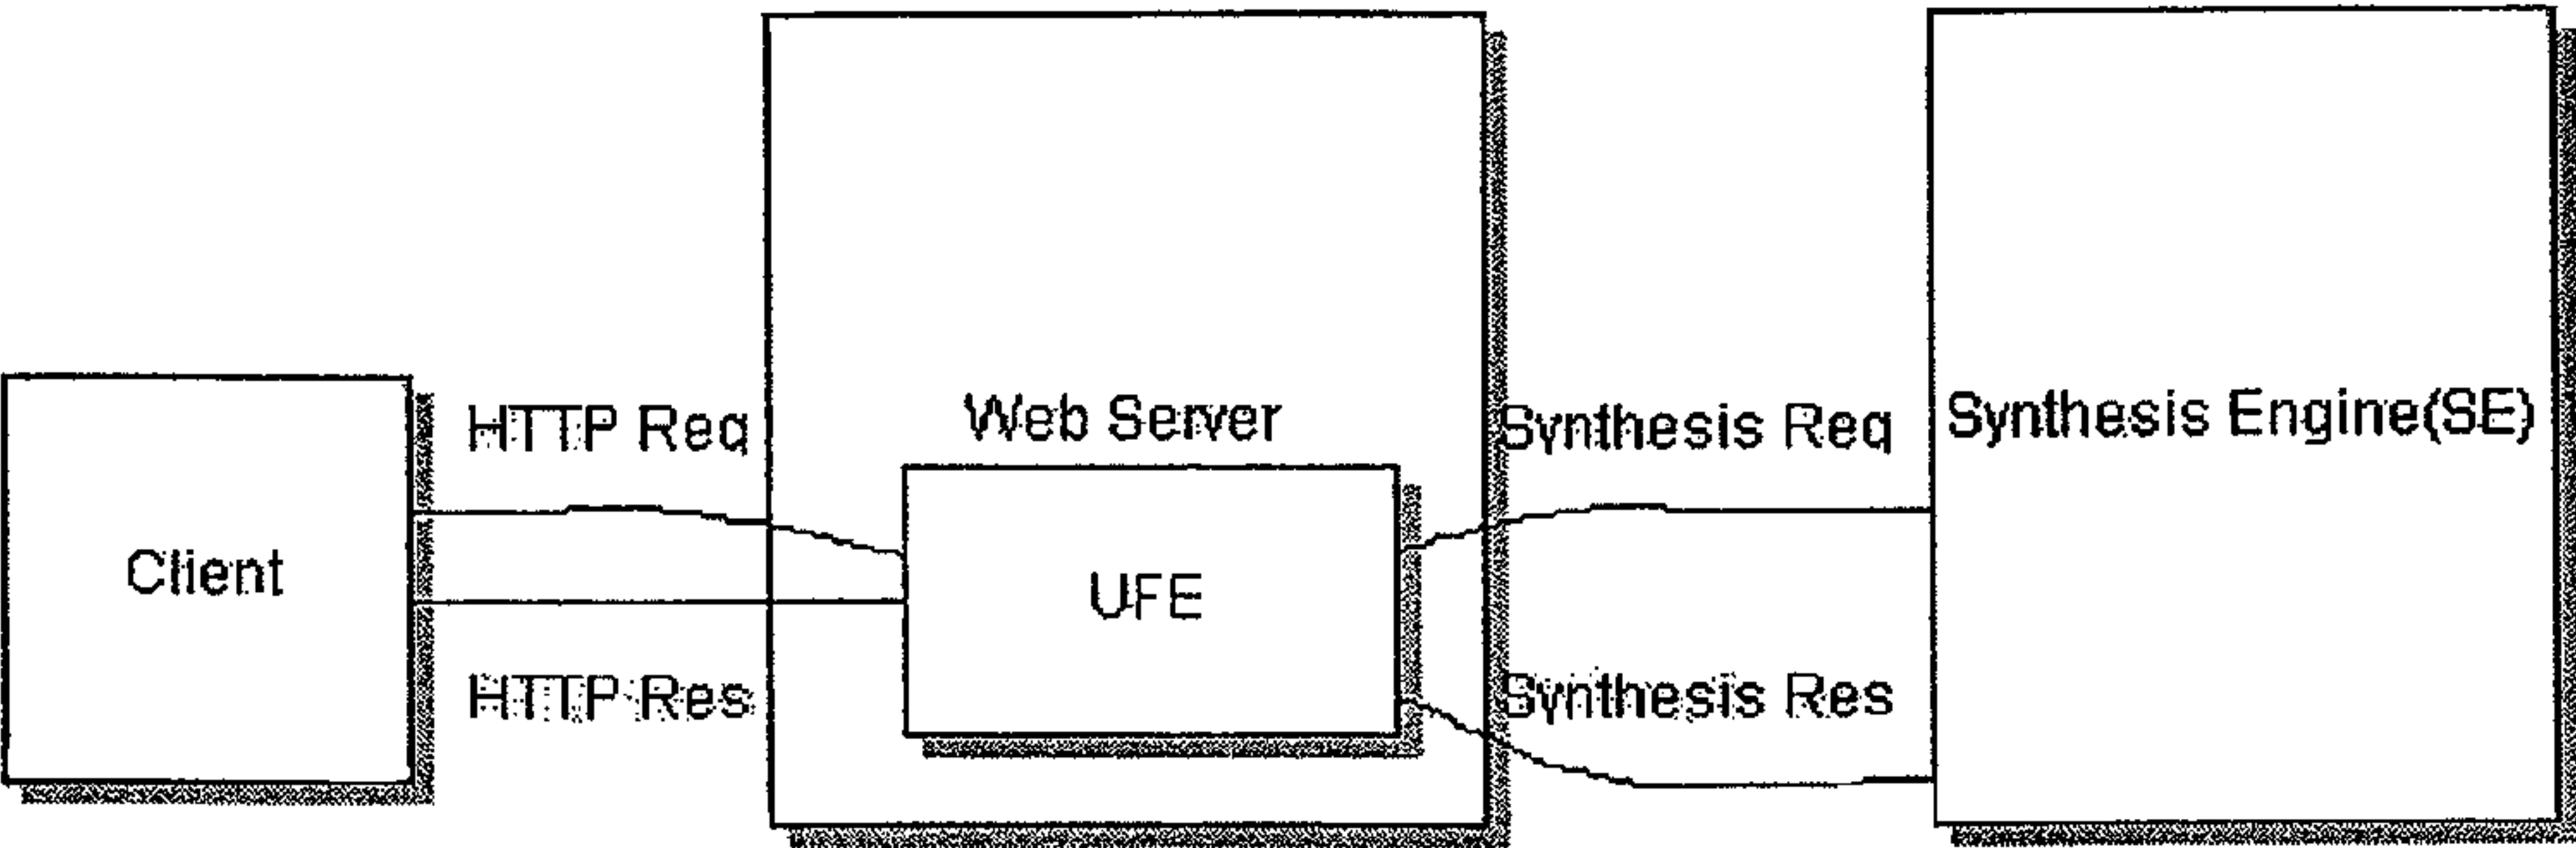 HTTP Req
Web Server
Synthesis Req
Synthesis Engine(SE)
Client
UFE
HTTP Res
Synthesis Res